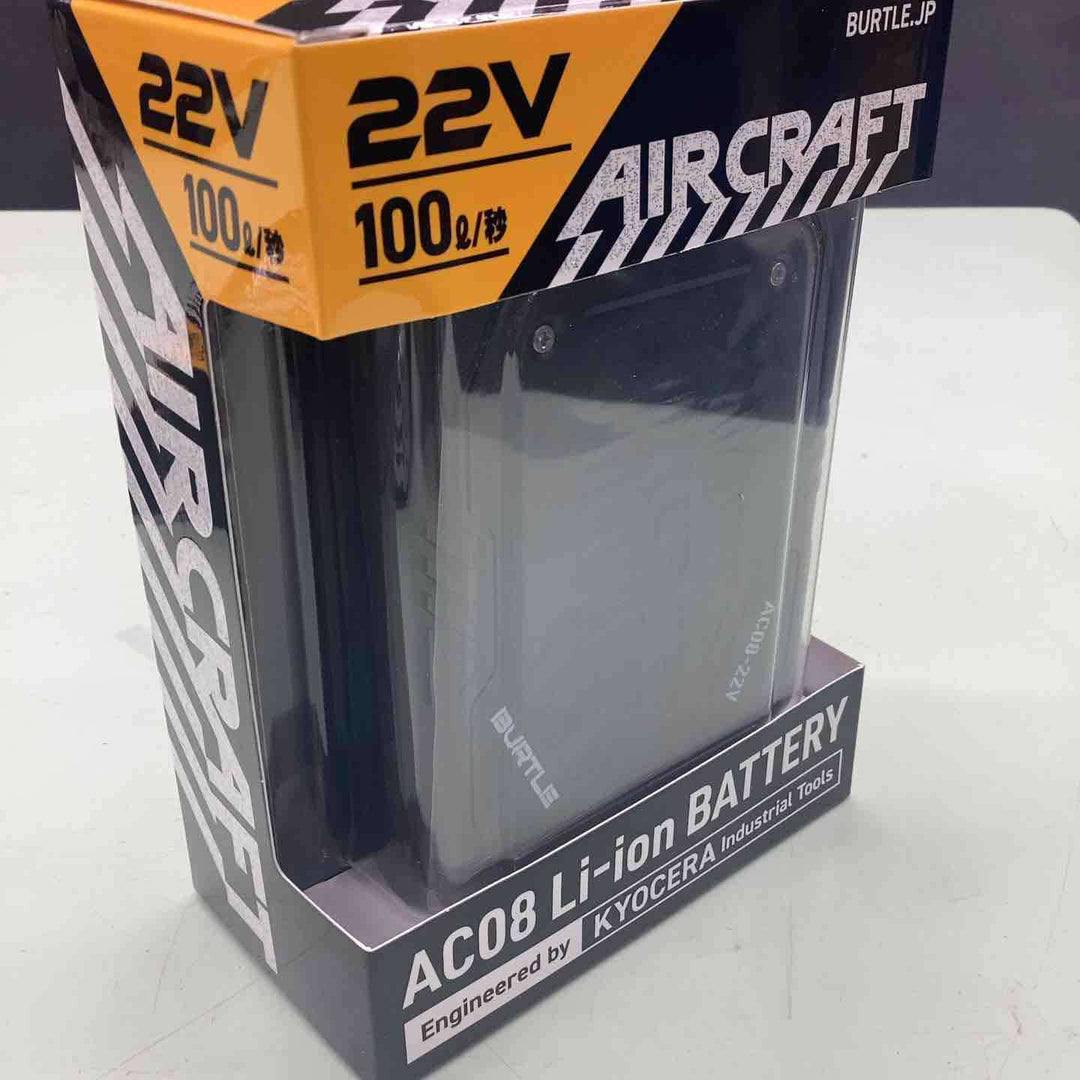 BURTLE.JP
22V
100ℓ/秒
22V
100ℓ/秒
AIRCRAFT
AIRCRAFT
AC08-22V
BURTLE
AC08 Li-ion BATTERY
Engineered by KYOCERA Industrial Tools